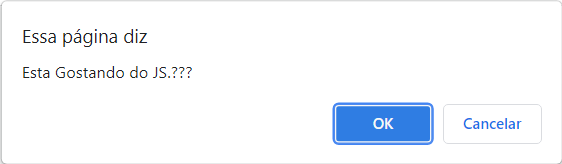 Essa página diz
Esta Gostando do JS.???
OK
Cancelar